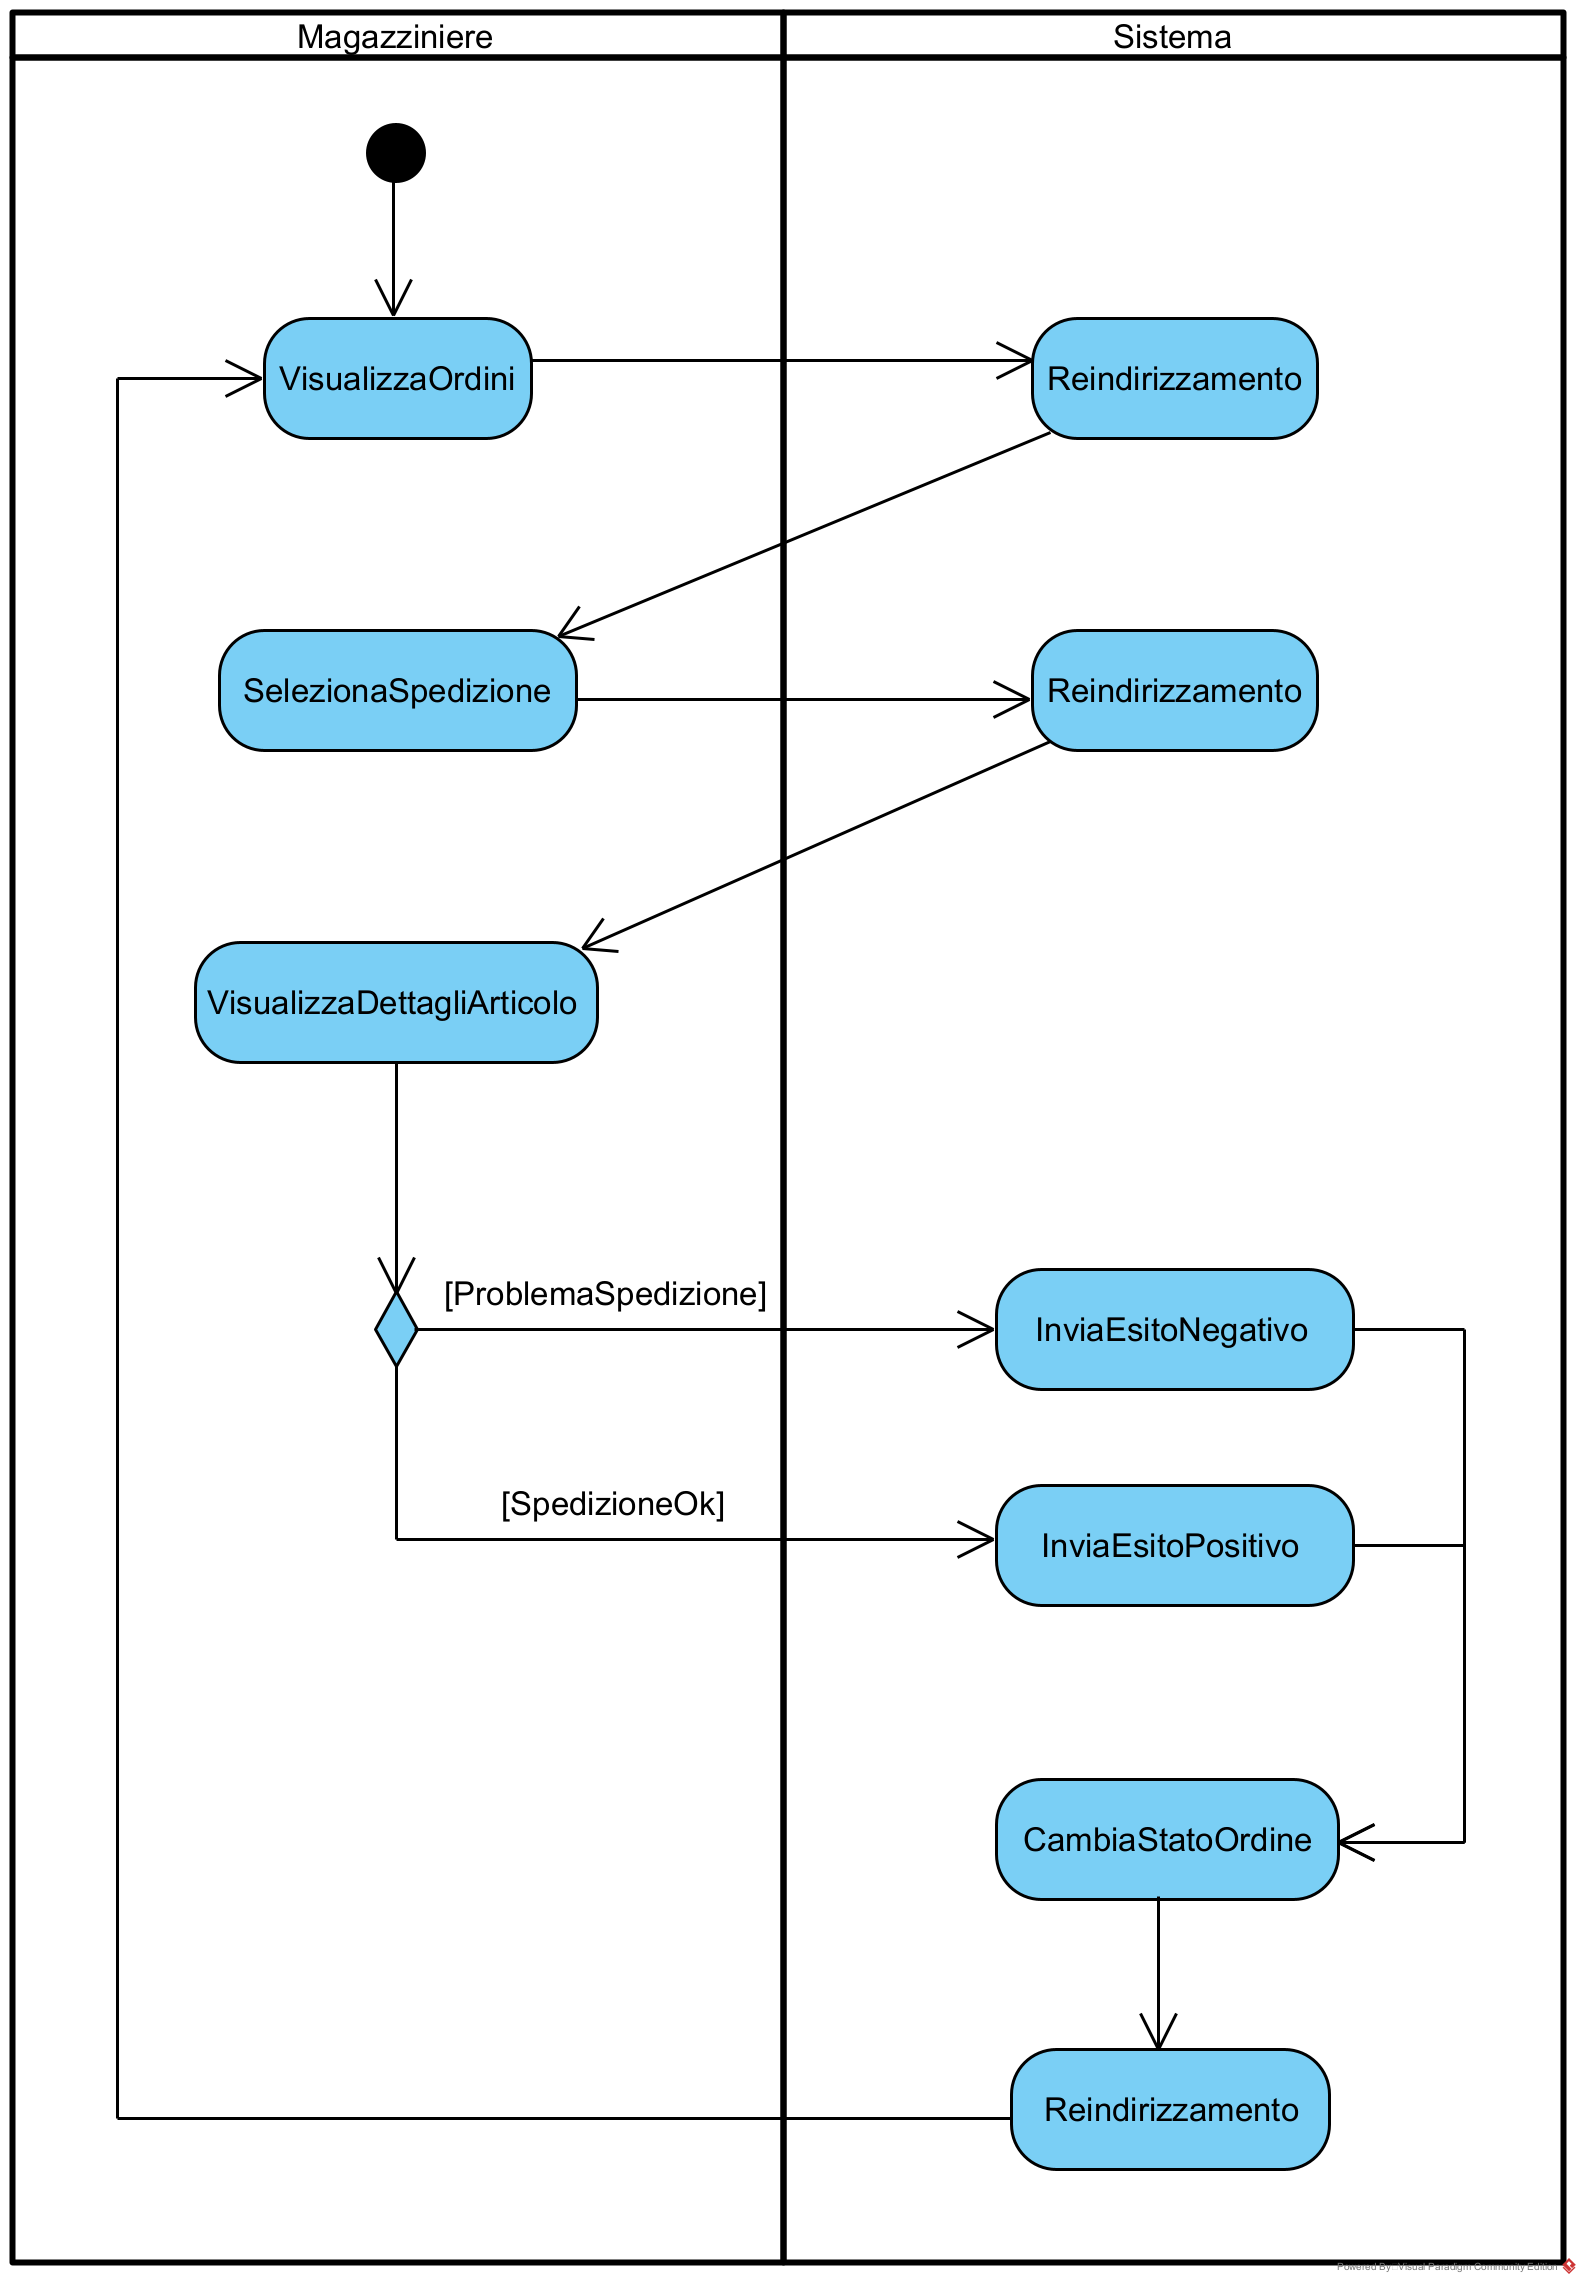 Magazziniere
Sistema
VisualizzaOrdini
Reindirizzamento
SelezionaSpedizione
Reindirizzamento
VisualizzaDettagliArticolo
[ProblemaSpedizione]
InviaEsitoNegativo
[SpedizioneOk]
InviaEsitoPositivo
CambiaStatoOrdine
Reindirizzamento
Powered By Visual Paradigm Community Edition